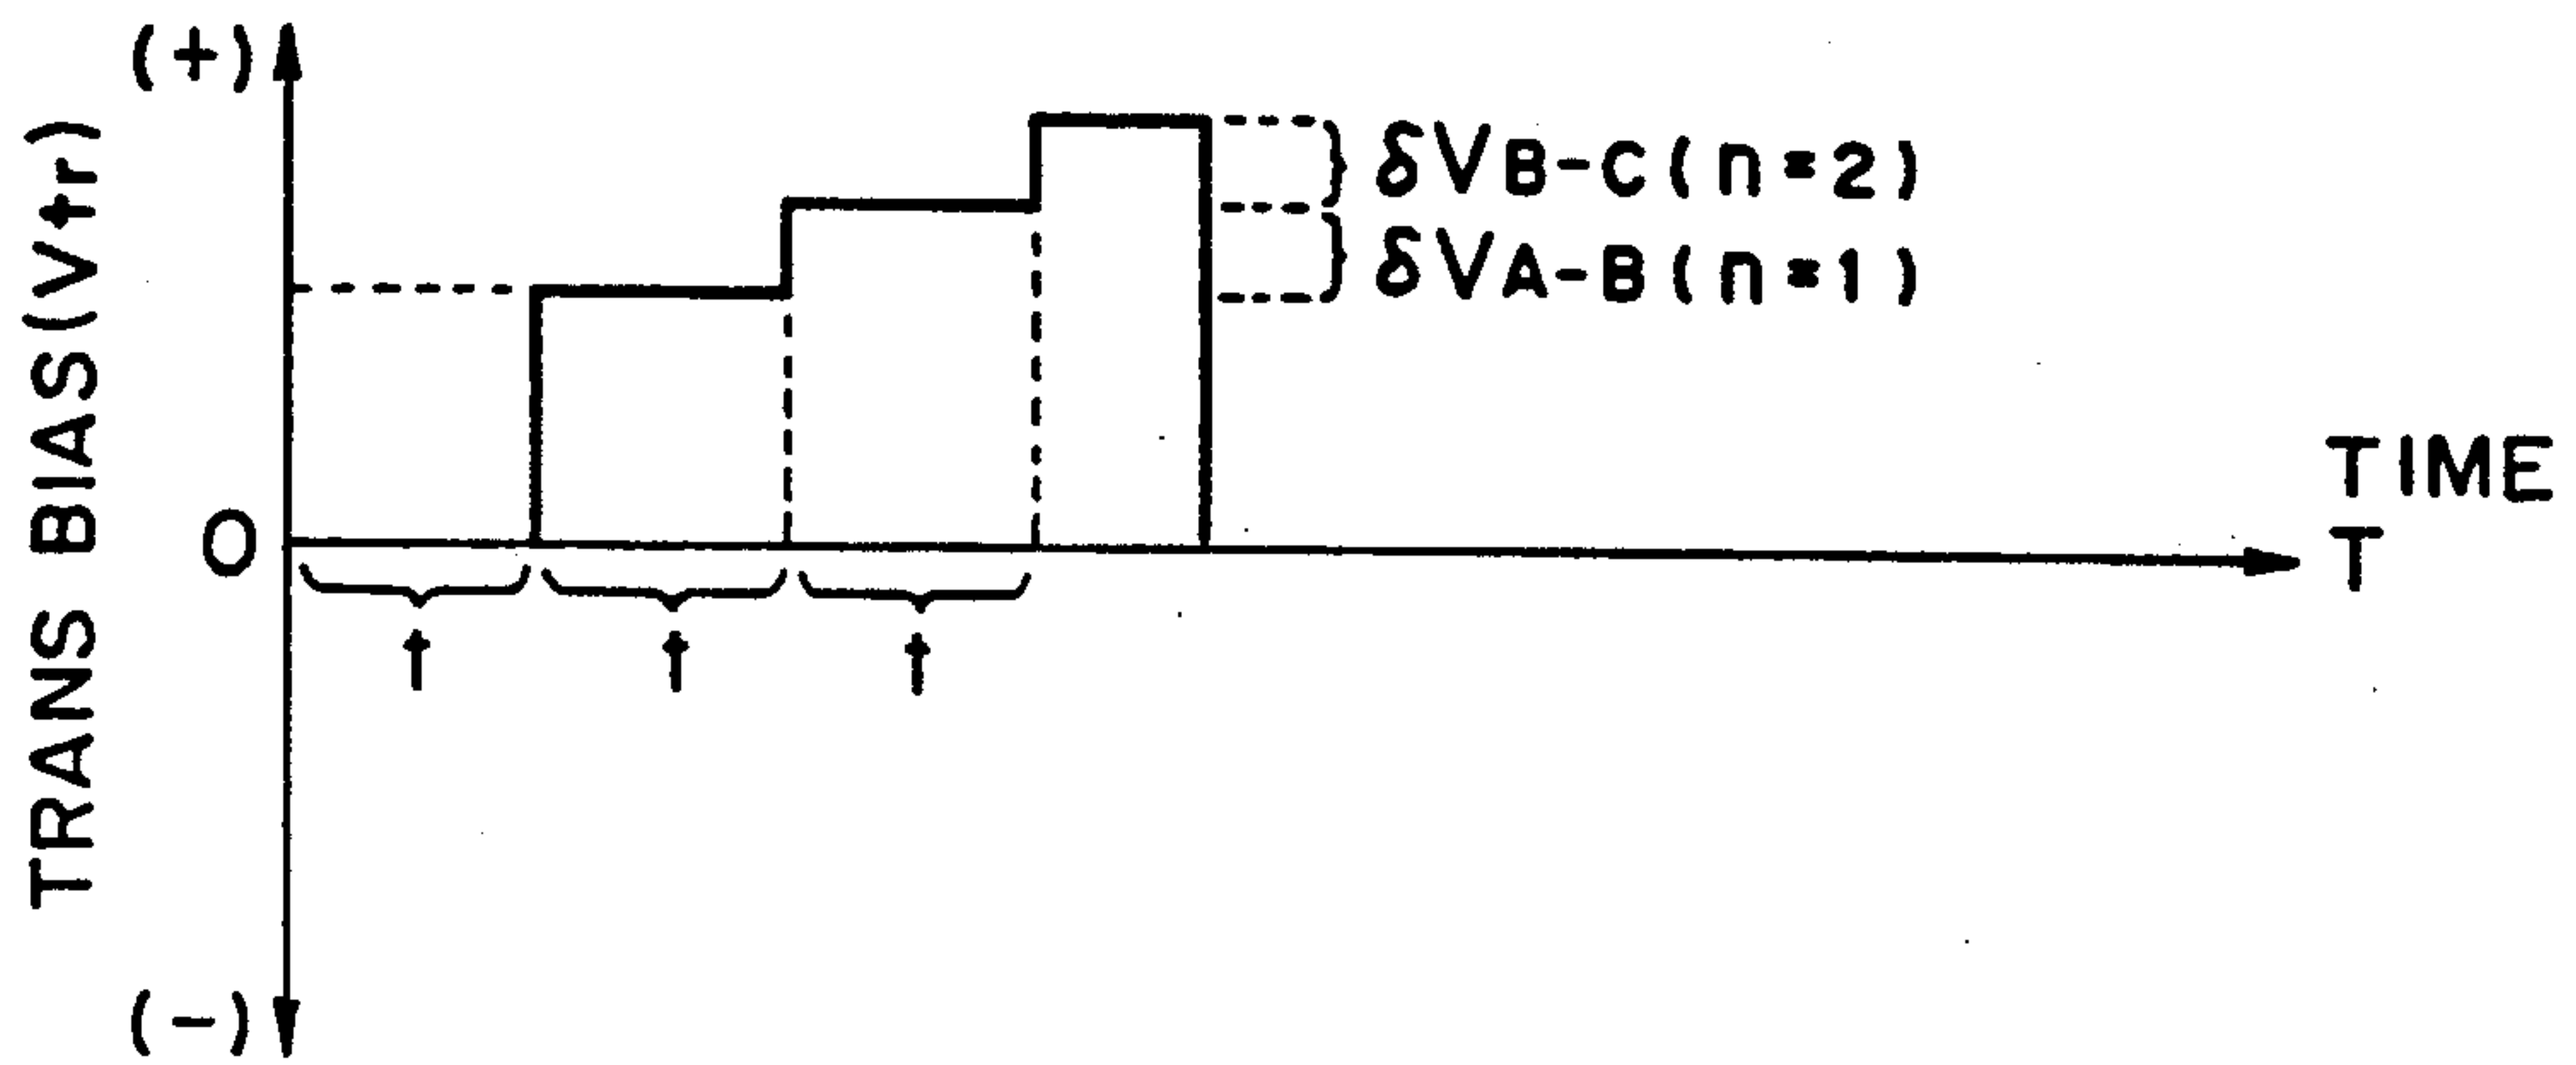 (+)
TRANS BIAS(Vtr)
δVB-C(n=2)
δVA-B(n=1)
TIME
T
O
t t t
(-)